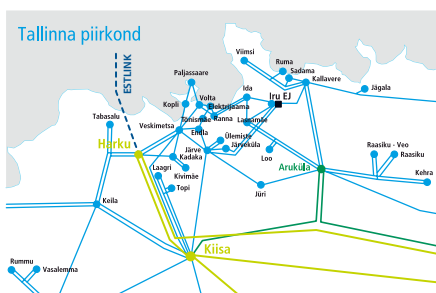 Tallinna piirkond
ESTLINK
Viimsi
Ruma
Sadama
Kallavere
Paljassaare
Ida
Iru EJ
Jägala
Kopli
Volta
Elektrijaama
Tõnismäe
Ranna
Lasnamäe
Tabasalu
Veskimetsa
Endla
Ülemiste
Harku
Järve
Järveküla
Raasiku - Veo
Kadaka
Loo
Raasiku
Laagri
Kivimäe
Aruküla
Topi
Kehra
Jüri
Keila
Kiisa
Rummu
Vasalemma